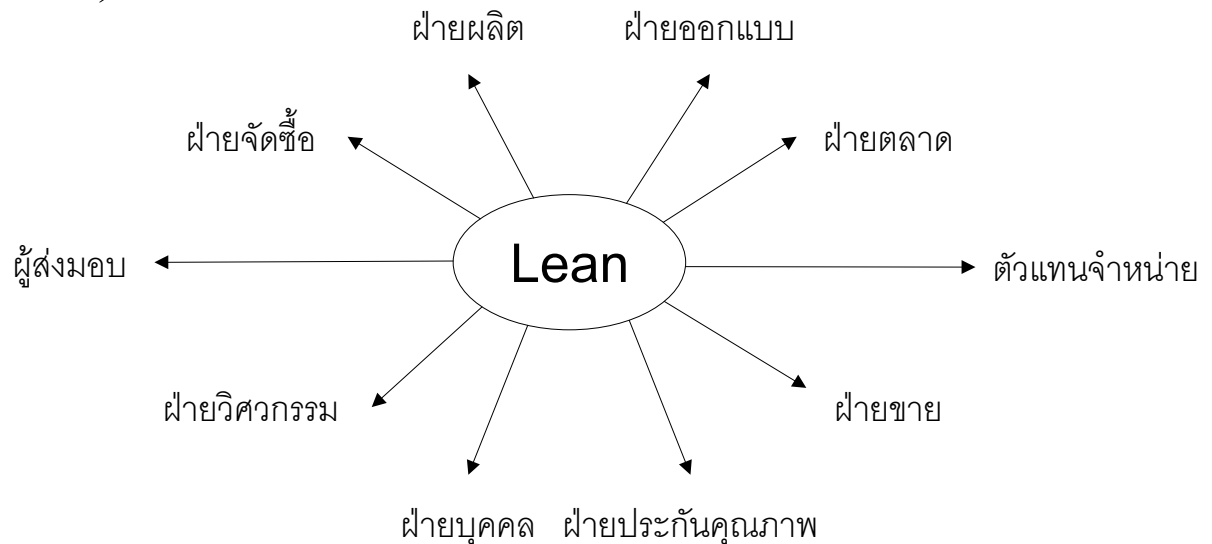 ฝ่ายผลิต ฝ่ายออกแบบ
ฝ่ายจัดซื้อ ฝ่ายตลาด
ผู้ส่งมอบ Lean ตัวแทนจำหน่าย
ฝ่ายวิศวกรรม ฝ่ายขาย
ฝ่ายบุคคล ฝ่ายประกันคุณภาพ